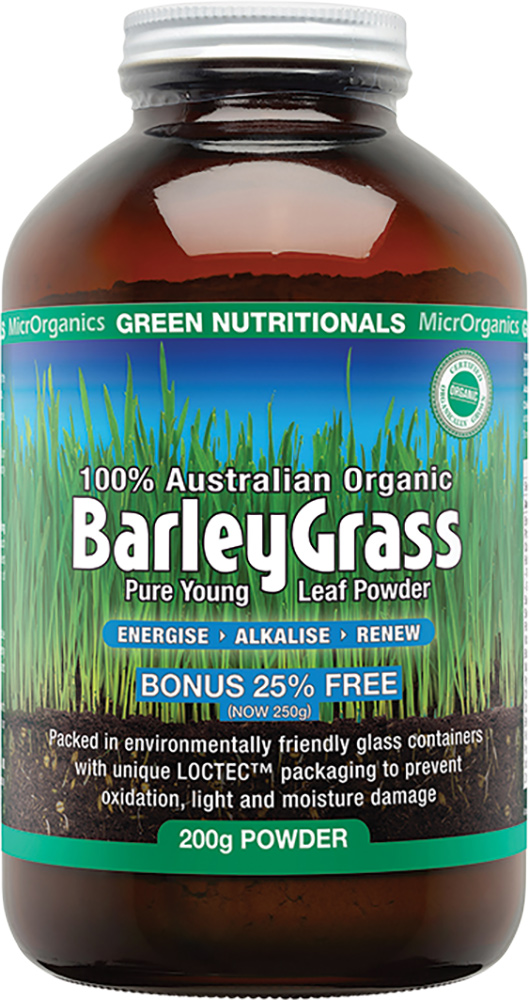 MicrOrganics GREEN NUTRITIONALS MicrOrganics
CERTIFIED
ORGANIC
100% Australian Organic
BarleyGrass
Pure Young Leaf Powder
ENERGISE › ALKALISE › RENEW
BONUS 25% FREE
(NOW 250g)
Packed in environmentally friendly glass containers
with unique LOCTEC™ packaging to prevent
oxidation, light and moisture damage
200g POWDER